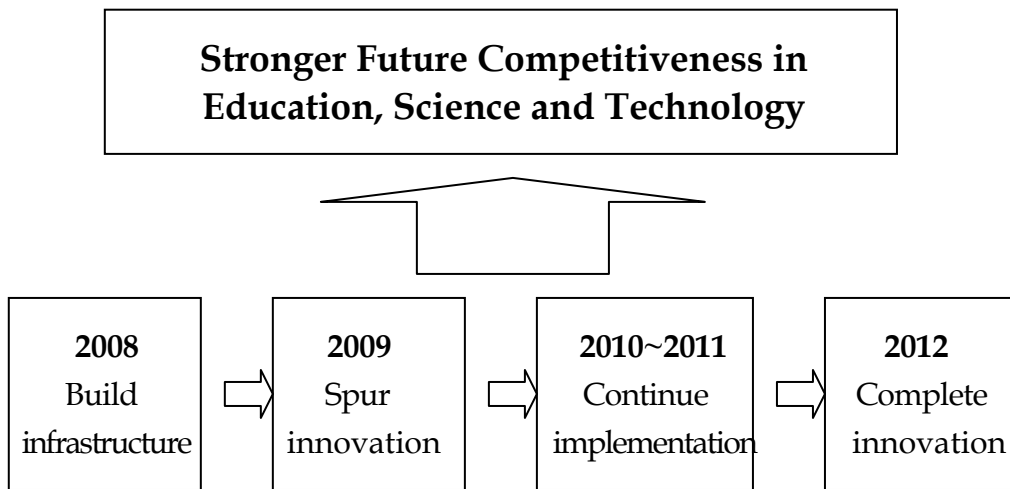 Stronger Future Competitiveness in
Education, Science and Technology
2008
Build
infrastructure
2009
Spur
innovation
2010~2011
Continue
implementation
2012
Complete
innovation